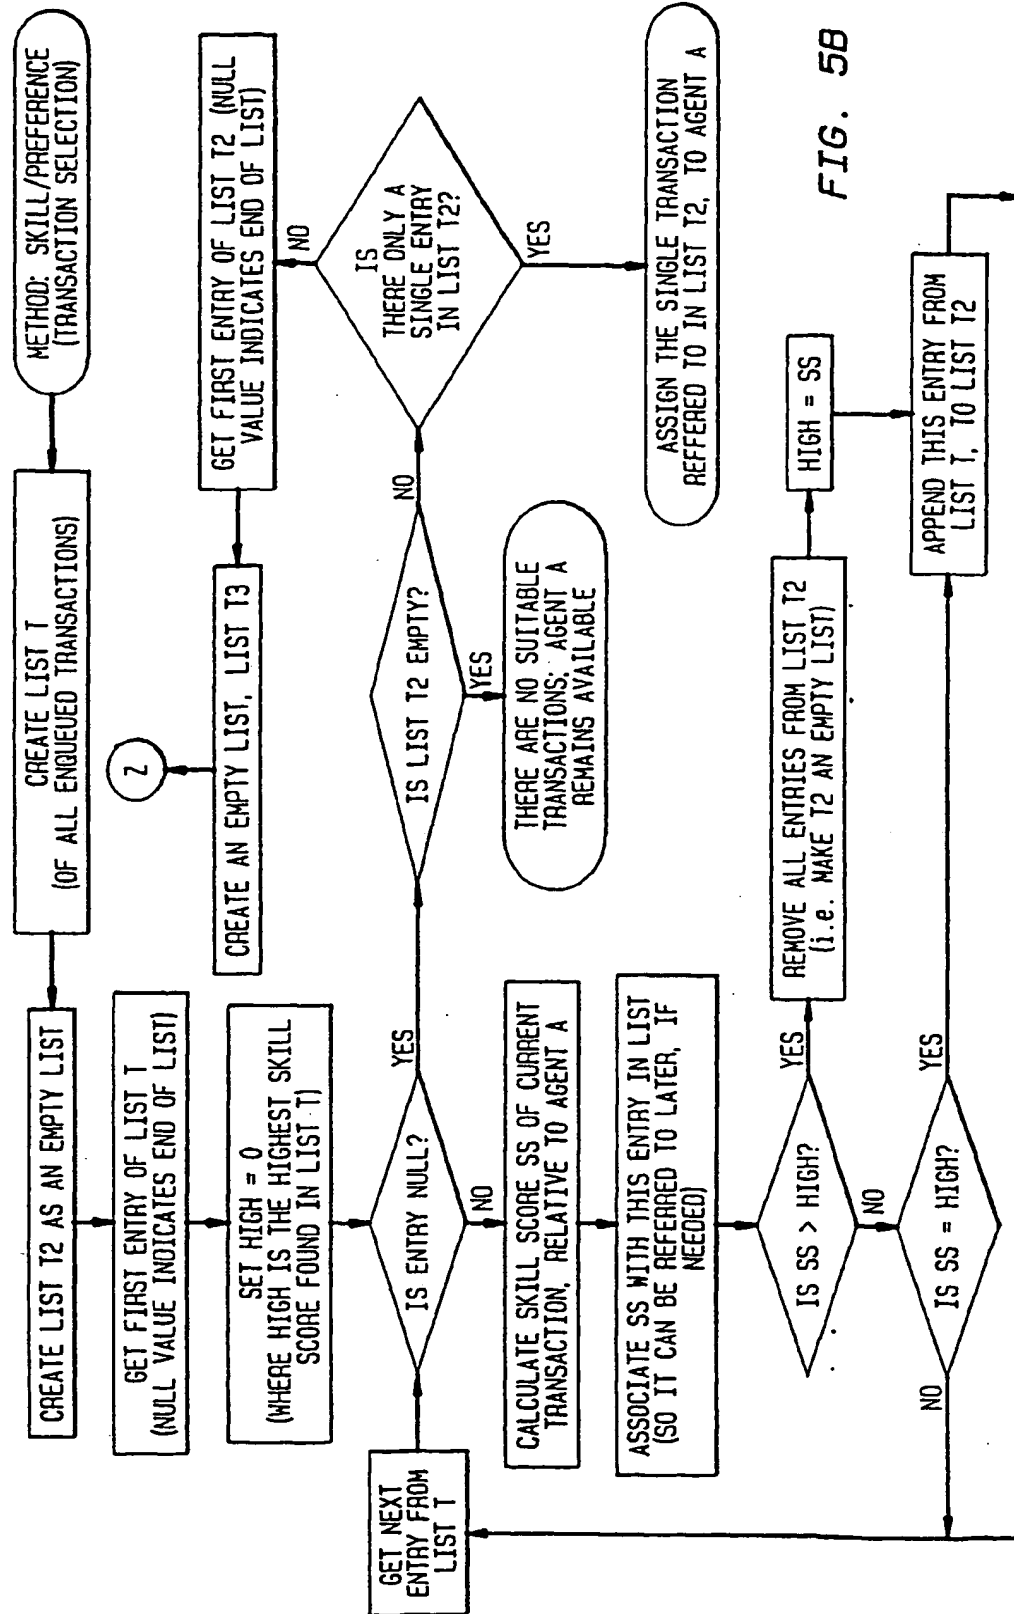 METHOD: SKILL/PREFERENCE
(TRANSACTION SELECTION)
CREATE LIST T
(OF ALL ENQUEUED TRANSACTIONS)
CREATE LIST T2 AS AN EMPTY LIST
GET FIRST ENTRY OF LIST T
(NULL VALUE INDICATES END OF LIST)
SET HIGH = 0
(WHERE HIGH IS THE HIGHEST SKILL
SCORE FOUND IN LIST T)
GET NEXT
ENTRY FROM
LIST T
IS ENTRY NULL?
YES
NO
IS LIST T2 EMPTY?
NO
YES
THERE ARE NO SUITABLE
TRANSACTIONS; AGENT A
REMAINS AVAILABLE
IS
THERE ONLY A
SINGLE ENTRY
IN LIST T2?
NO
YES
GET FIRST ENTRY OF LIST T2 (NULL
VALUE INDICATES END OF LIST)
CREATE AN EMPTY LIST, LIST T3
Z
ASSIGN THE SINGLE TRANSACTION
REFFERED TO IN LIST T2, TO AGENT A
CALCULATE SKILL SCORE SS OF CURRENT
TRANSACTION, RELATIVE TO AGENT A
ASSOCIATE SS WITH THIS ENTRY IN LIST
(SO IT CAN BE REFERRED TO LATER, IF
NEEDED)
IS SS > HIGH?
YES
NO
REMOVE ALL ENTRIES FROM LIST T2
(i.e. MAKE T2 AN EMPTY LIST)
HIGH = SS
IS SS = HIGH?
YES
NO
APPEND THIS ENTRY FROM
LIST T, TO LIST T2
FIG. 5B